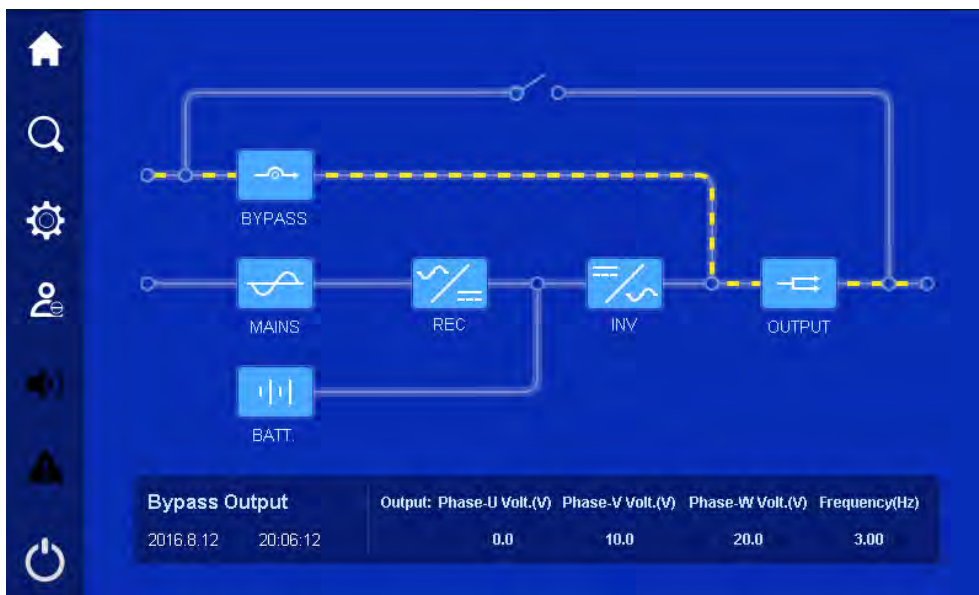 BYPASS
MAINS REC INV OUTPUT
BATT.
Bypass Output
Output: Phase-U Volt.(V) Phase-V Volt.(V) Phase-W Volt.(V) Frequency(Hz)
2016.8.12 20:06:12 0.0 10.0 20.0 3.00